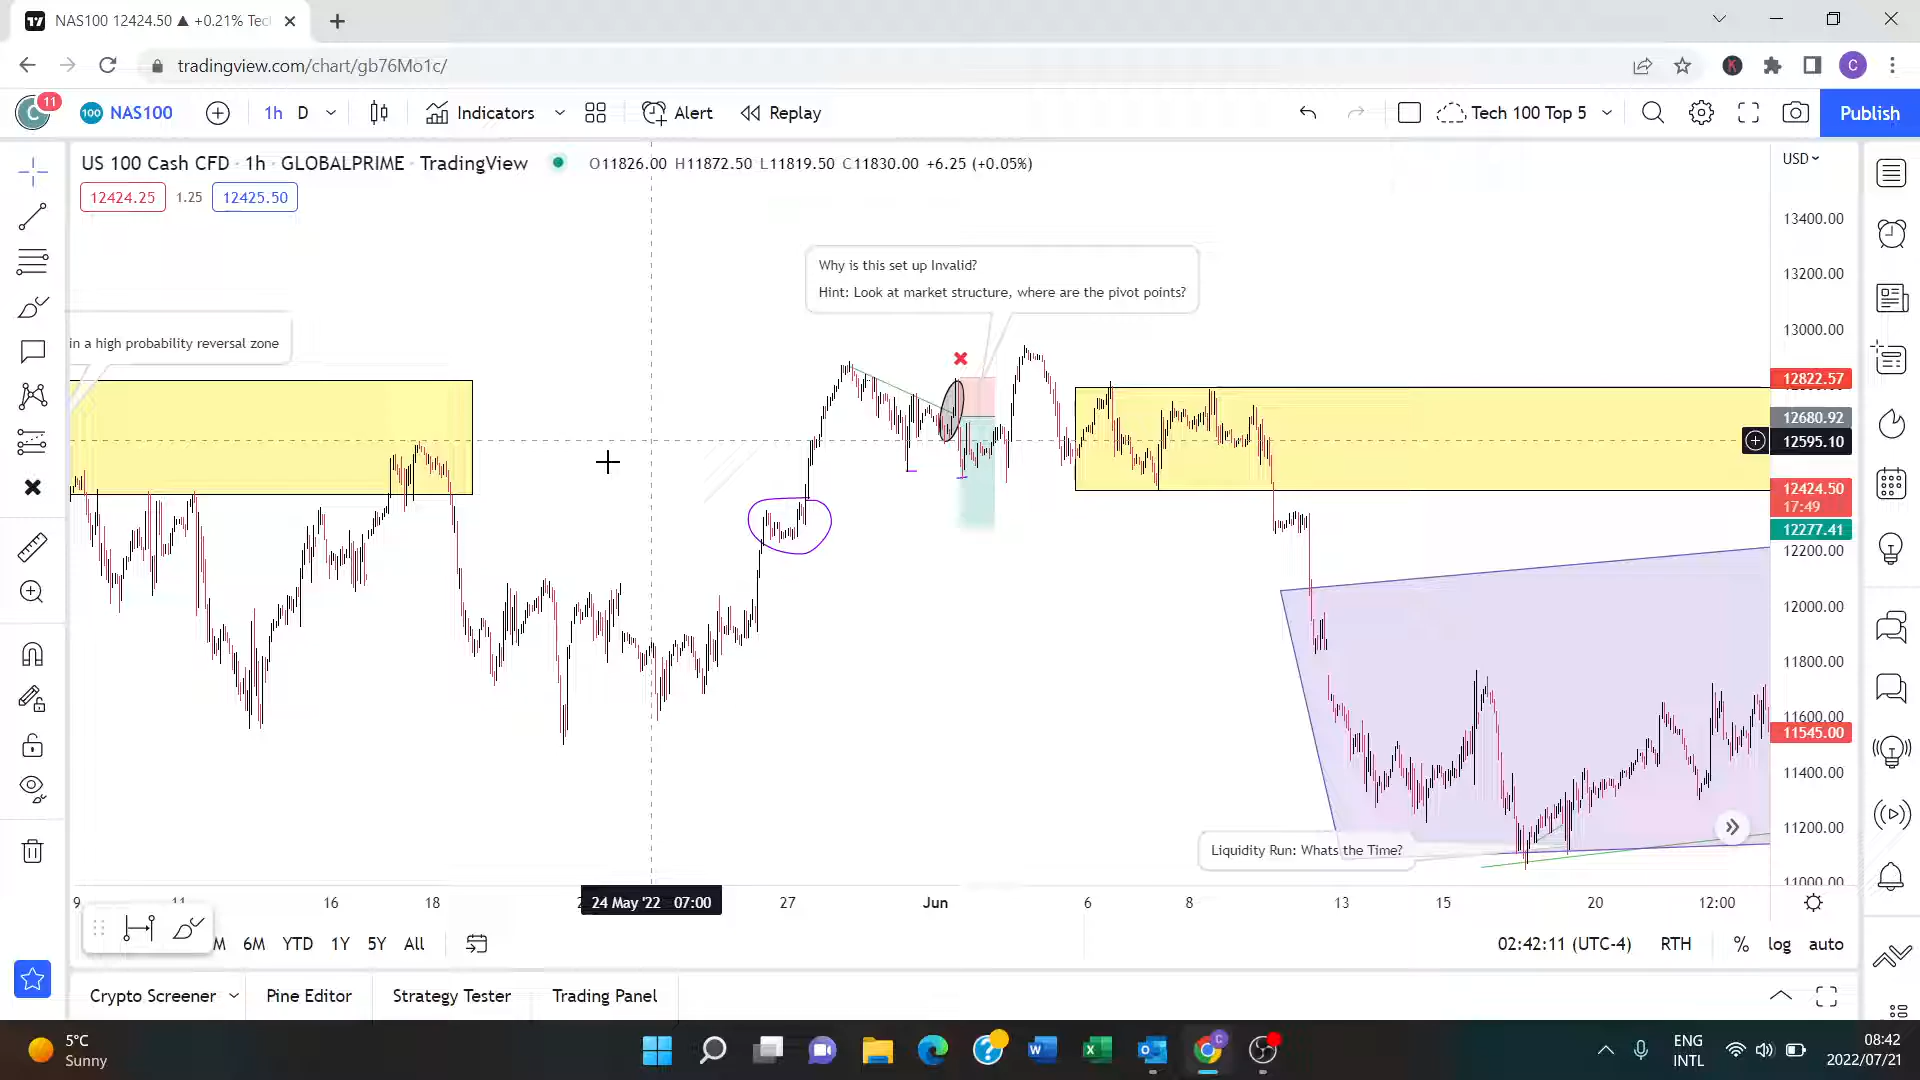 NAS100 12424.50 ▲ +0.21% Tec
tradingview.com/chart/gb76Mo1c/
C
11
100 NAS100
1h
D
Indicators
Alert
Replay
Tech 100 Top 5
Publish
US 100 Cash CFD · 1h · GLOBALPRIME · TradingView
O11826.00 H11872.50 L11819.50 C11830.00 +6.25 (+0.05%)
USD
12424.25
1.25
12425.50
13400.00
Why is this set up Invalid?
Hint: Look at market structure, where are the pivot points?
13200.00
13000.00
in a high probability reversal zone
12822.57
12680.92
12595.10
12424.50
17:49
12277.41
12200.00
12000.00
11800.00
11600.00
11545.00
11400.00
11200.00
Liquidity Run: Whats the Time?
11000.00
9
11
16
18
24 May '22 07:00
27
Jun
6
8
13
15
20
12:00
M
6M
YTD
1Y
5Y
All
02:42:11 (UTC-4)
RTH
%
log
auto
Crypto Screener
Pine Editor
Strategy Tester
Trading Panel
5°C
Sunny
ENG
INTL
08:42
2022/07/21